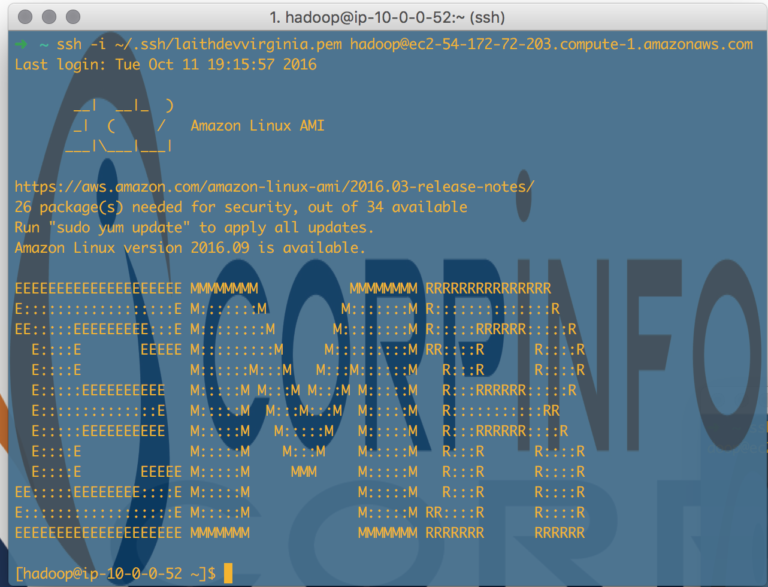 1. hadoop@ip-10-0-0-52:~ (ssh)
➜ ~ ssh -i ~/.ssh/laithdevvirginia.pem hadoop@ec2-54-172-72-203.compute-1.amazonaws.com
Last login: Tue Oct 11 19:15:57 2016
       __|  __|_  )
       _|  (     /   Amazon Linux AMI
      ___|\___|___|
https://aws.amazon.com/amazon-linux-ami/2016.03-release-notes/
26 package(s) needed for security, out of 34 available
Run "sudo yum update" to apply all updates.
Amazon Linux version 2016.09 is available.
EEEEEEEEEEEEEEEEEEEE MMMMMMMM           MMMMMMMM RRRRRRRRRRRRRRR
E::::::::::::::::::E M:::::::M         M:::::::M R::::::::::::::R
EE:::::EEEEEEEEE:::E M::::::::M       M::::::::M R:::::RRRRRR:::::R
  E::::E       EEEEE M:::::::::M     M:::::::::M RR::::R      R::::R
  E::::E             M::::::M:::M   M:::M::::::M   R:::R      R::::R
  E:::::EEEEEEEEEE   M:::::M M:::M M:::M M:::::M   R:::RRRRRR:::::R
  E::::::::::::::E   M:::::M  M:::M:::M  M:::::M   R:::::::::::RR
  E:::::EEEEEEEEEE   M:::::M   M:::::M   M:::::M   R:::RRRRRR::::R
  E::::E             M:::::M    M:::M    M:::::M   R:::R      R::::R
  E::::E       EEEEE M:::::M     MMM     M:::::M   R:::R      R::::R
EE:::::EEEEEEEE::::E M:::::M             M:::::M   R:::R      R::::R
E::::::::::::::::::E M:::::M             M:::::M RR::::R      R::::R
EEEEEEEEEEEEEEEEEEEE MMMMMMM             MMMMMMM RRRRRRR      RRRRRR
CORPINFO
[hadoop@ip-10-0-0-52 ~]$